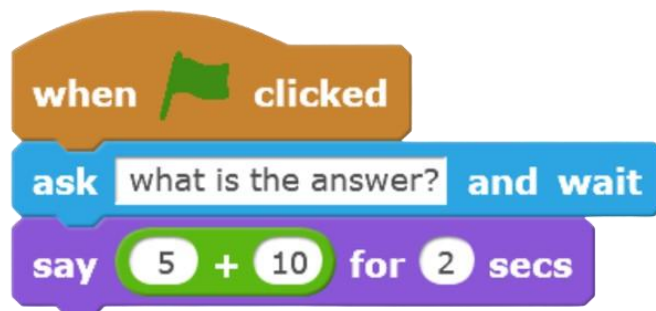 when clicked
ask what is the answer? and wait
say 5 + 10 for 2 secs